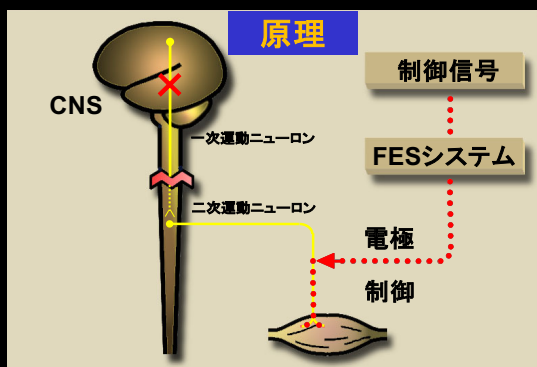 原理
制御信号
CNS
一次運動ニューロン
FESシステム
二次運動ニューロン
電極
制御